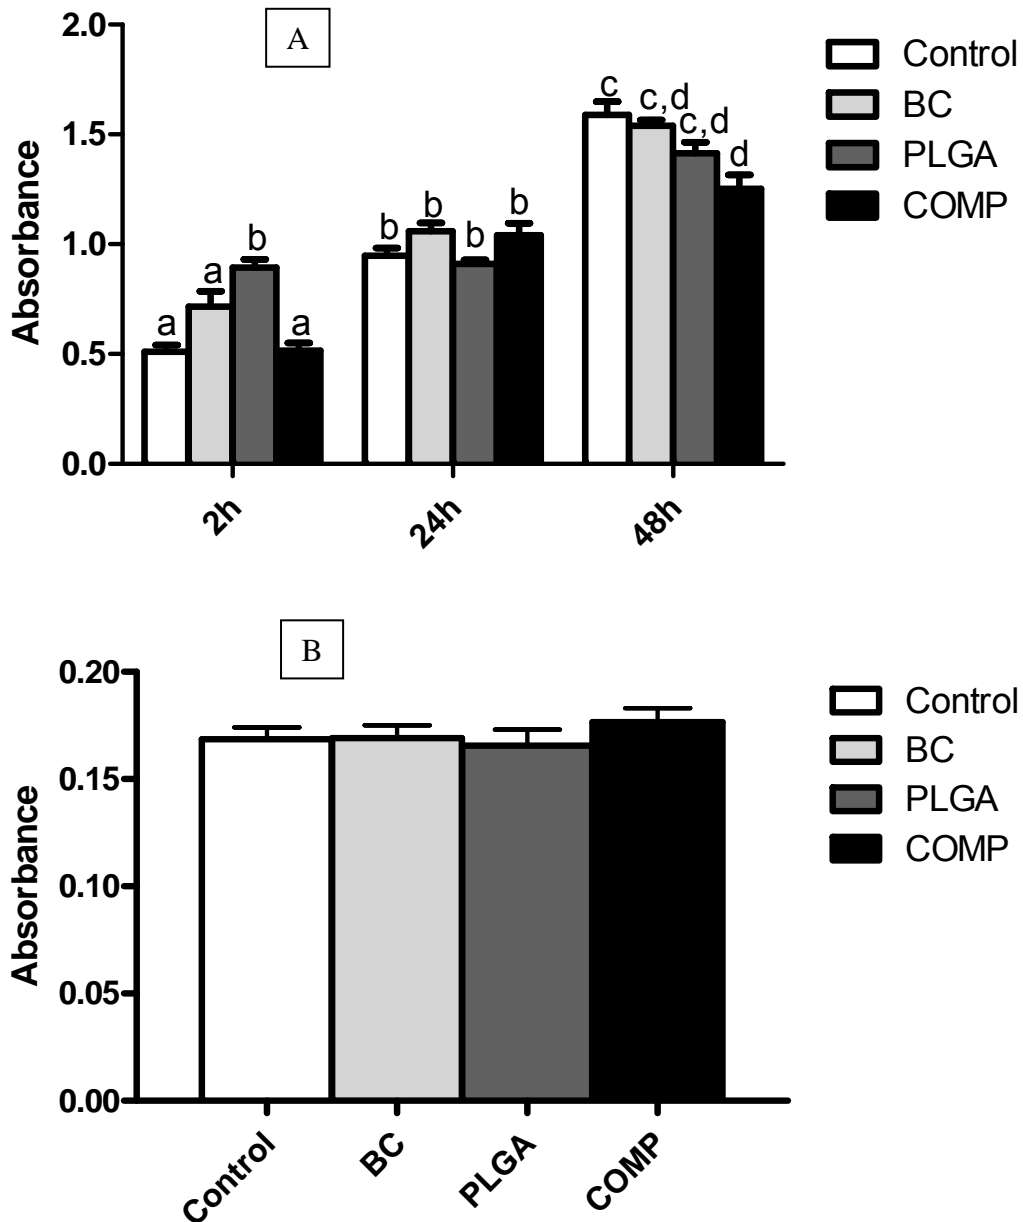 A
2.0
1.5
1.0
0.5
0.0
Absorbance
a
a
b
a
b
b
b
b
c
c,d
c,d
d
2h
24h
48h
Control
BC
PLGA
COMP
B
0.20
0.15
0.10
0.05
0.00
Absorbance
Control
BC
PLGA
COMP
Control
BC
PLGA
COMP